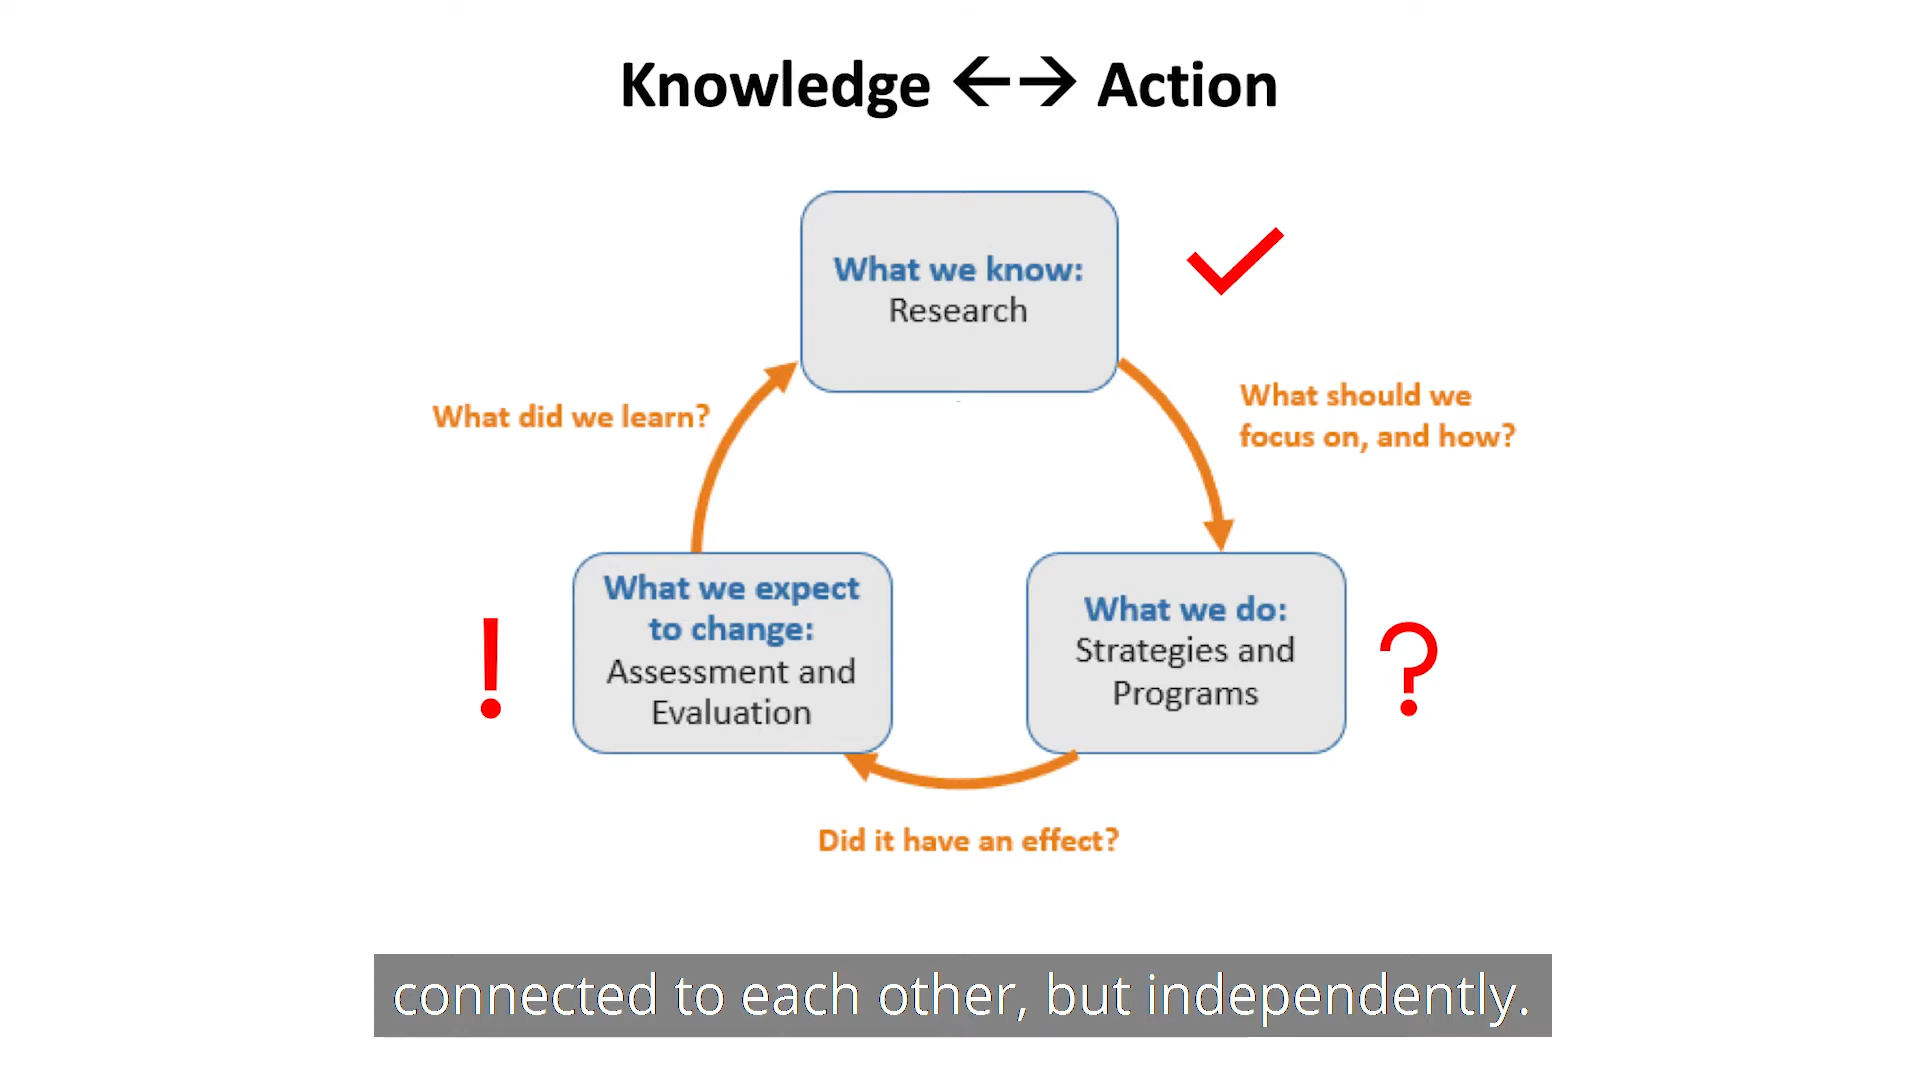 Knowledge ←→ Action
What we know:
Research
What did we learn?
What should we
focus on, and how?
What we expect
to change:
Assessment and
Evaluation
!
What we do:
Strategies and
Programs
?
Did it have an effect?
connected to each other, but independently.